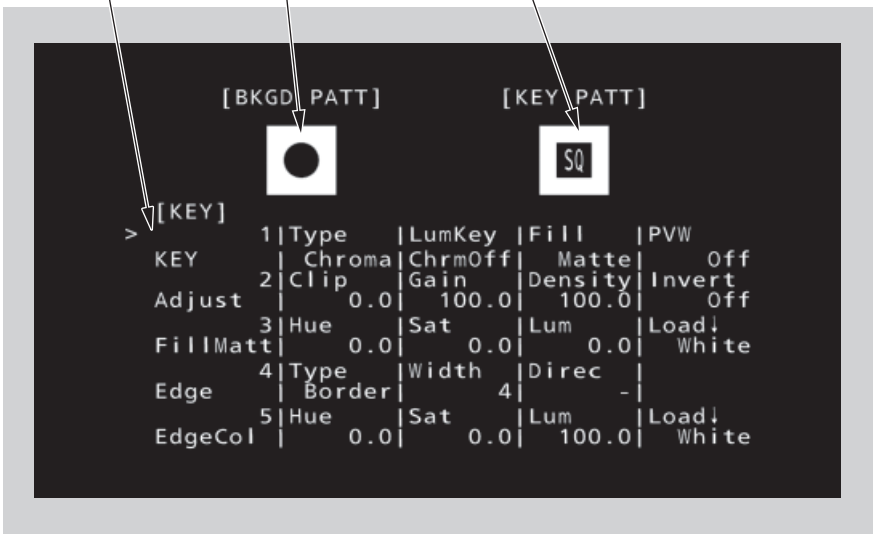 [BKGD PATT] [KEY PATT]
SQ
[KEY]
> 1|Type |LumKey |Fill |PVW
KEY | Chroma|ChrmOff| Matte| Off
2|Clip |Gain |Density|Invert
Adjust | 0.0| 100.0| 100.0| Off
3|Hue |Sat |Lum |Load↓
FillMatt| 0.0| 0.0| 0.0| White
4|Type |Width |Direc |
Edge | Border| 4| -|
5|Hue |Sat |Lum |Load↓
EdgeCol | 0.0| 0.0| 100.0| White